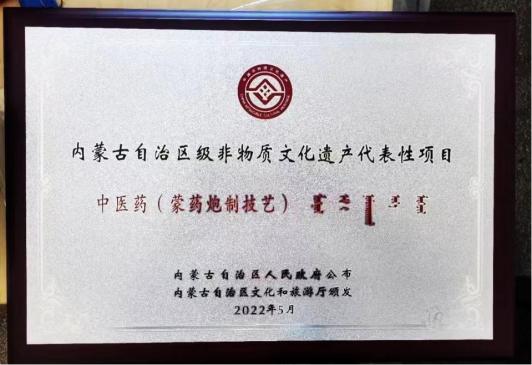 内蒙古自治区级非物质文化遗产代表性项目
中医药（蒙药炮制技艺）
内蒙古自治区人民政府公布
内蒙古自治区文化和旅游厅颁发
2022年5月